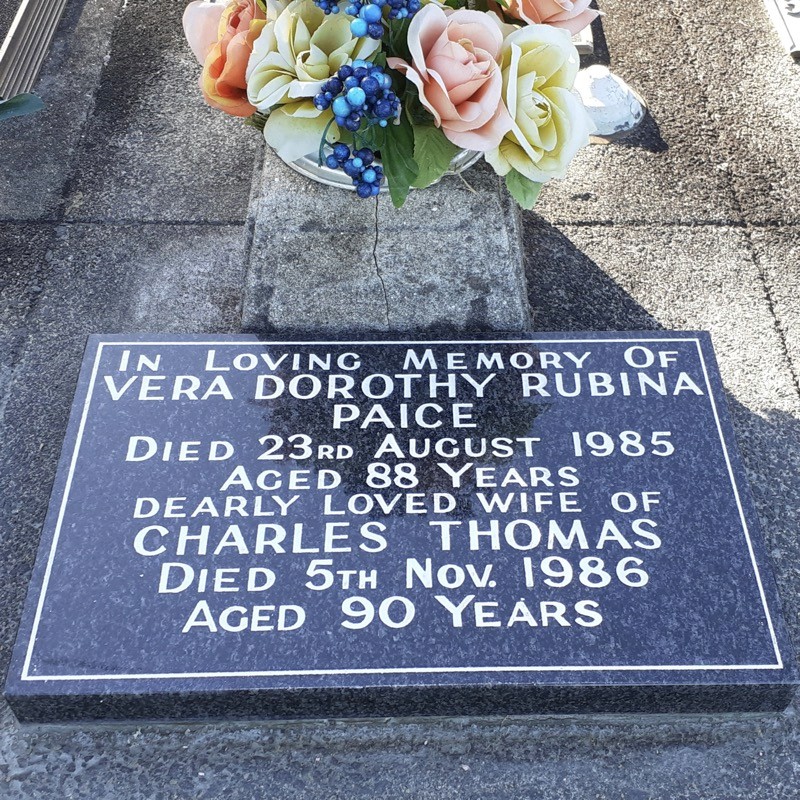 In Loving Memory Of
VERA DOROTHY RUBINA
PAICE
Died 23rd August 1985
Aged 88 Years
DEARLY LOVED WIFE OF
CHARLES THOMAS
Died 5th Nov. 1986
Aged 90 Years